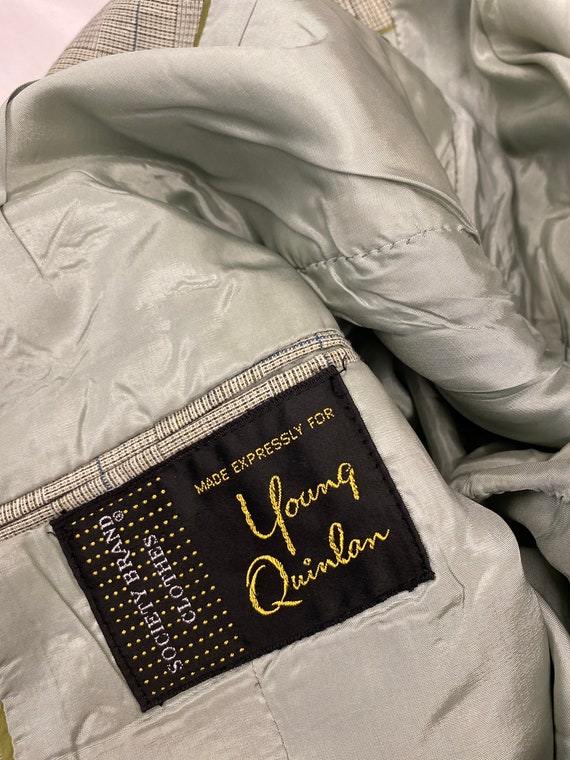 MADE EXPRESSLY FOR
Young
Quinlan
SOCIETY BRAND®
CLOTHES